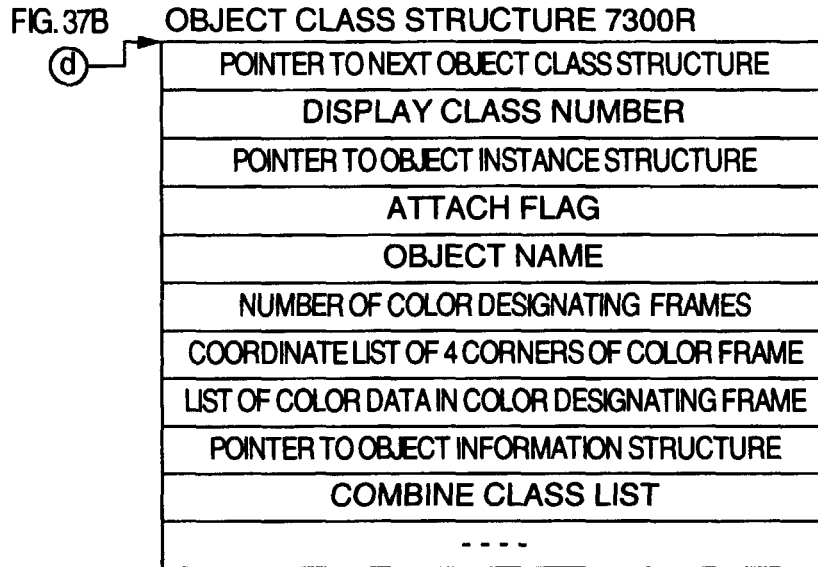 FIG. 37B OBJECT CLASS STRUCTURE 7300R
d
POINTER TO NEXT OBJECT CLASS STRUCTURE
DISPLAY CLASS NUMBER
POINTER TO OBJECT INSTANCE STRUCTURE
ATTACH FLAG
OBJECT NAME
NUMBER OF COLOR DESIGNATING FRAMES
COORDINATE LIST OF 4 CORNERS OF COLOR FRAME
LIST OF COLOR DATA IN COLOR DESIGNATING FRAME
POINTER TO OBJECT INFORMATION STRUCTURE
COMBINE CLASS LIST
----